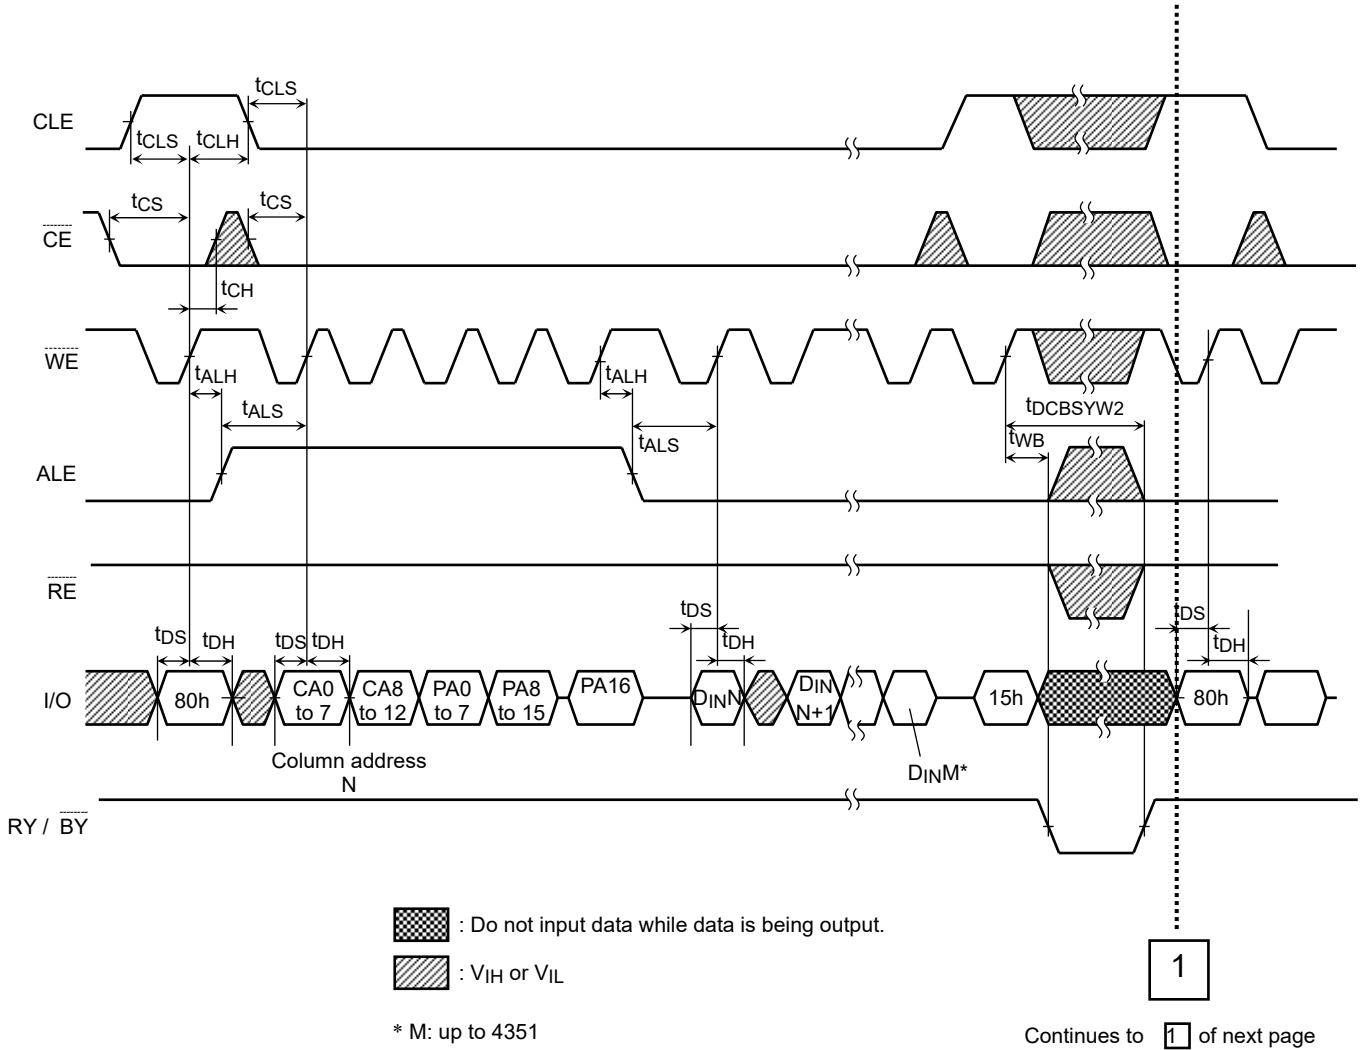 tCLS
CLE
tCLS tCLH
tCS tCS
CE
tCH
WE
tALH tALH
tALS tDCBSYW2
tALS tWB
ALE
RE
tDS tDH tDS tDH tDS tDH tDS tDH
I/O 80h CA0 to 7 CA8 to 12 PA0 to 7 PA8 to 15 PA16 DINN DIN N+1 15h 80h
Column address
N
DINM*
RY / BY
: Do not input data while data is being output.
: VIH or VIL
1
* M: up to 4351
Continues to 1 of next page